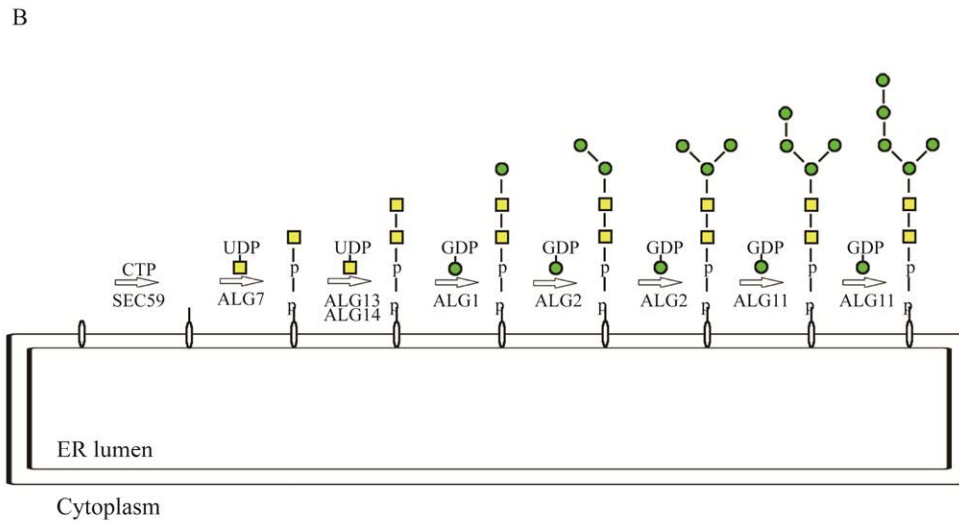 B
CTP
SEC59
UDP
ALG7
UDP
ALG13
ALG14
GDP
ALG1
GDP
ALG2
GDP
ALG2
GDP
ALG11
GDP
ALG11
p
p
p
p
p
p
p
p
p
p
p
p
p
p
ER lumen
Cytoplasm